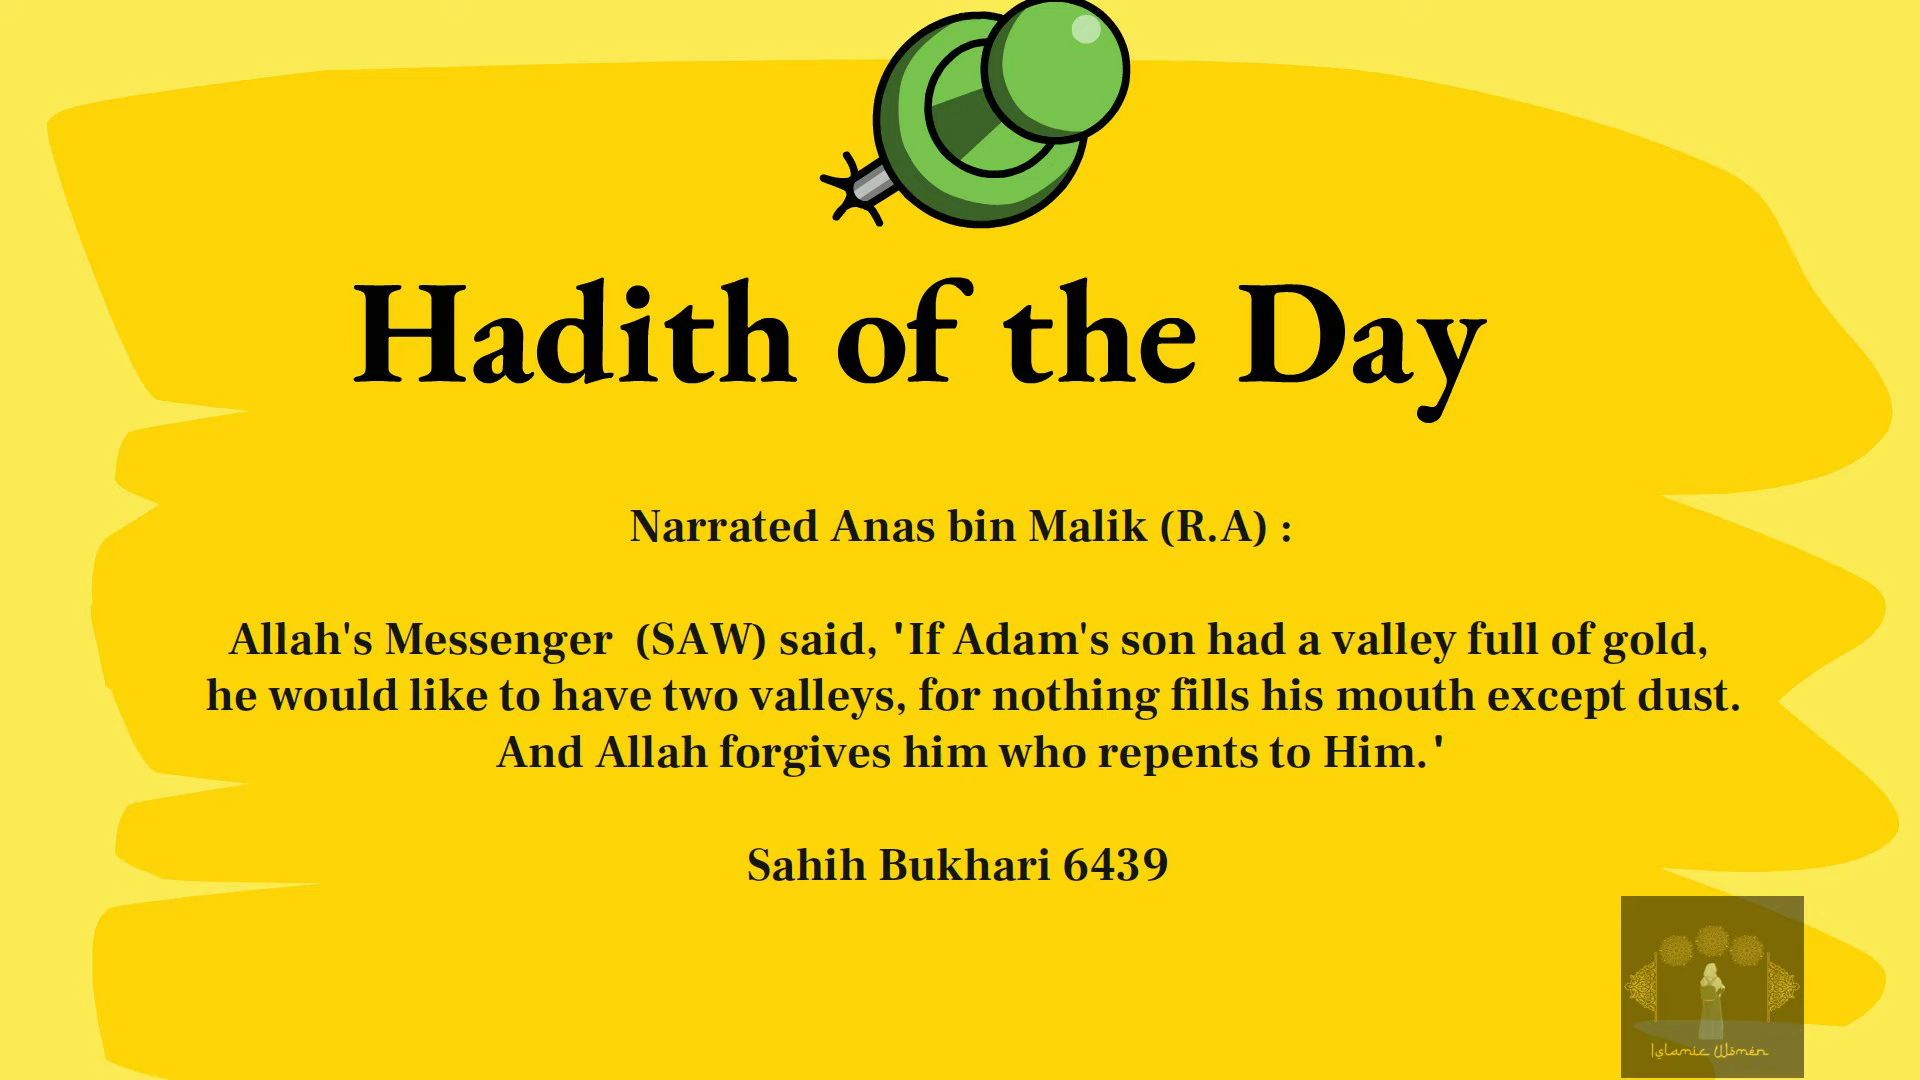 Hadith of the Day
Narrated Anas bin Malik (R.A) :
Allah's Messenger  (SAW) said, 'If Adam's son had a valley full of gold,
he would like to have two valleys, for nothing fills his mouth except dust.
And Allah forgives him who repents to Him.'
Sahih Bukhari 6439
Islamic Women